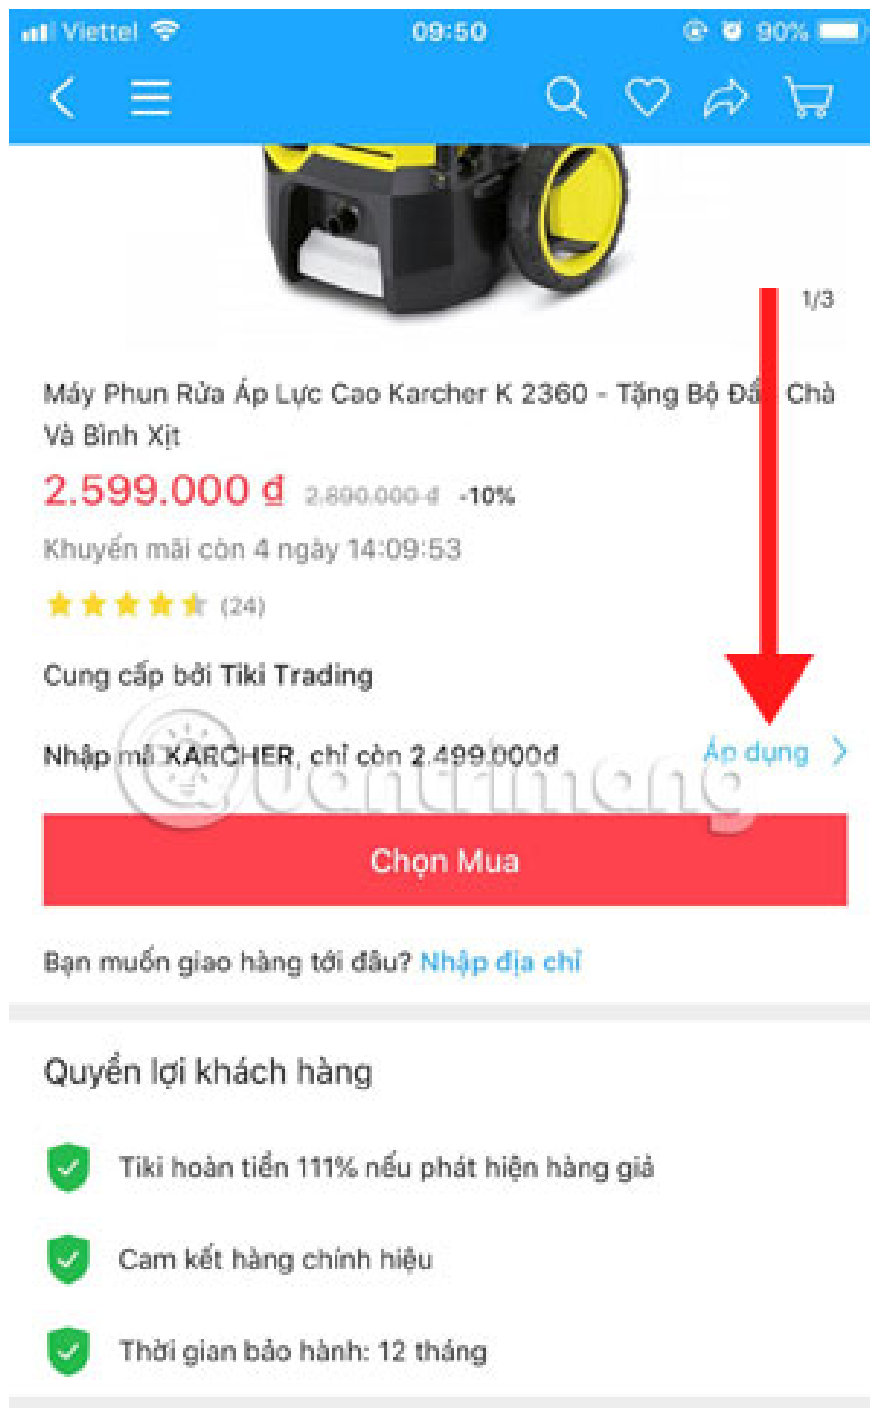 Viettel 09:50 90%
1/3
Máy Phun Rửa Áp Lực Cao Karcher K 2360 - Tặng Bộ Chà
Và Bình Xịt
2.599.000 ₫ 2.890.000 ₫ -10%
Khuyến mãi còn 4 ngày 14:09:53
(24)
Cung cấp bởi Tiki Trading
Nhập mã KARCHER, chỉ còn 2.499.000đ Áp dụng
Quantrimang
Chọn Mua
Bạn muốn giao hàng tới đâu? Nhập địa chỉ
Quyền lợi khách hàng
Tiki hoàn tiền 111% nếu phát hiện hàng giả
Cam kết hàng chính hiệu
Thời gian bảo hành: 12 tháng